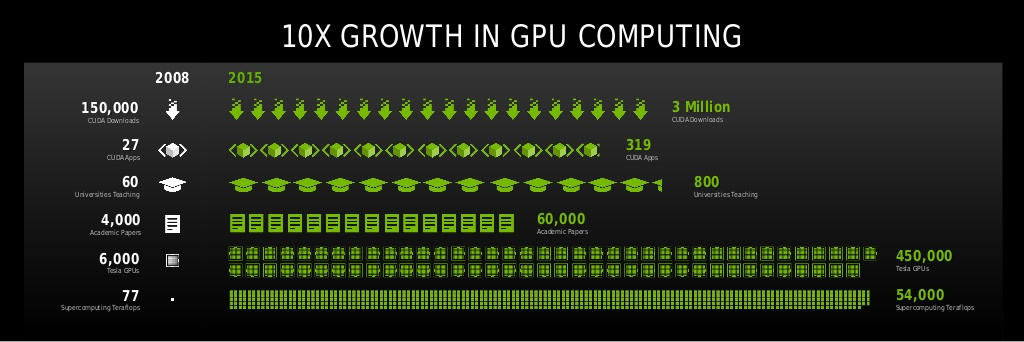 10X GROWTH IN GPU COMPUTING
2008 2015
150,000 3 Million
CUDA Downloads CUDA Downloads
27 319
CUDA Apps CUDA Apps
60 800
Universities Teaching Universities Teaching
4,000 60,000
Academic Papers Academic Papers
6,000 450,000
Tesla GPUs Tesla GPUs
77 54,000
Supercomputing Teraflops Supercomputing Teraflops